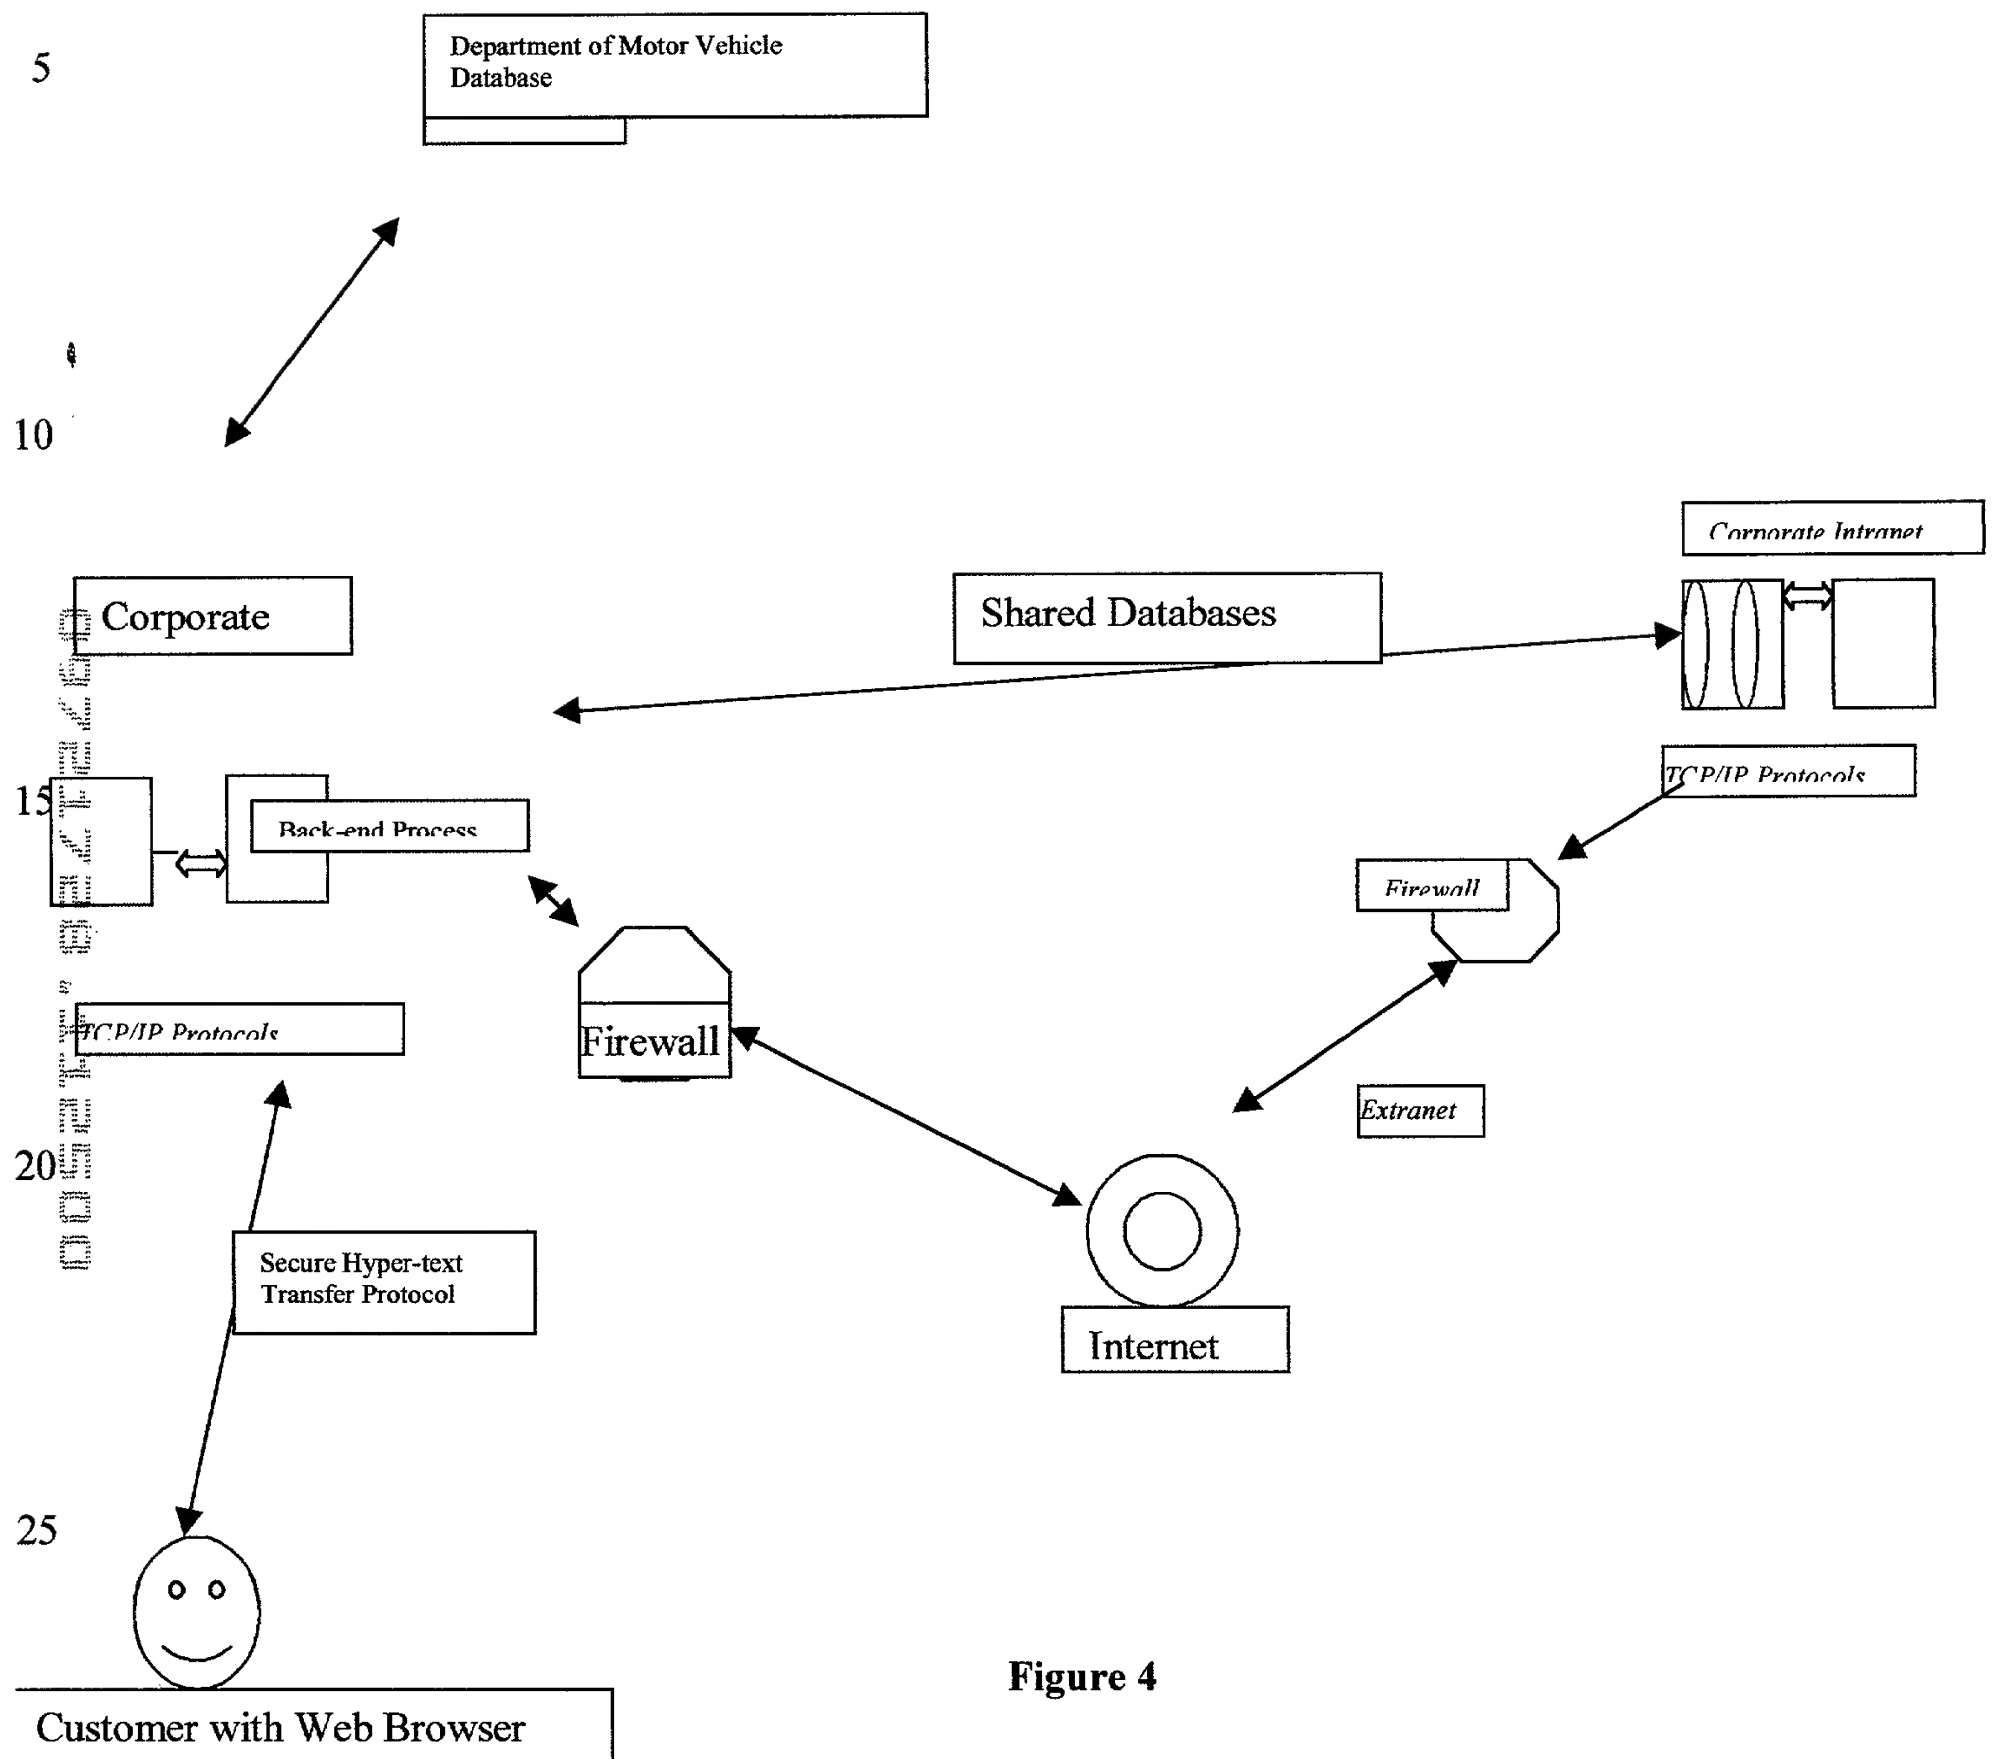 5
Department of Motor Vehicle
Database
10
Corporate Intranet
Corporate
Shared Databases
TCP/IP Protocols
15
Back-end Process
Firewall
TCP/IP Protocols
Firewall
Extranet
20
Secure Hyper-text
Transfer Protocol
Internet
25
Figure 4
Customer with Web Browser